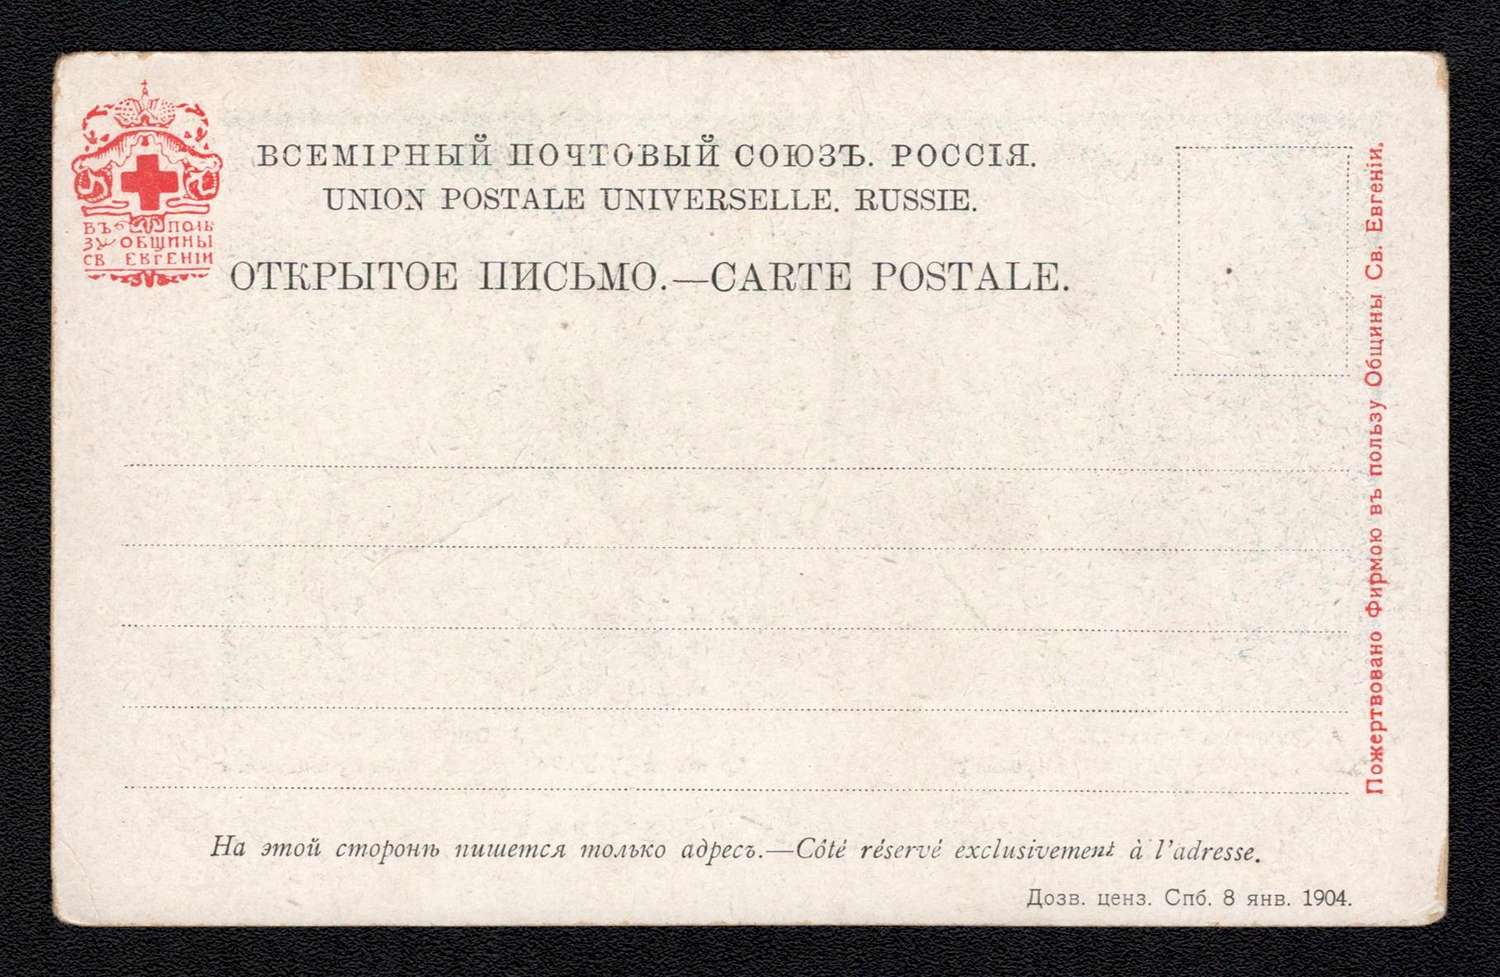 ВЪ ПОЛЬ
ЗУ ОБЩИНЫ
СВ ЕВГЕНІИ
ВСЕМІРНЫЙ ПОЧТОВЫЙ СОЮЗЪ. РОССІЯ.
UNION POSTALE UNIVERSELLE. RUSSIE.
ОТКРЫТОЕ ПИСЬМО.—CARTE POSTALE.
Пожертвовано Фирмою въ пользу Общины Св. Евгеніи.
На этой сторонѣ пишется только адресъ.—Côté réservé exclusivement à l'adresse.
Дозв. ценз. Спб. 8 янв. 1904.